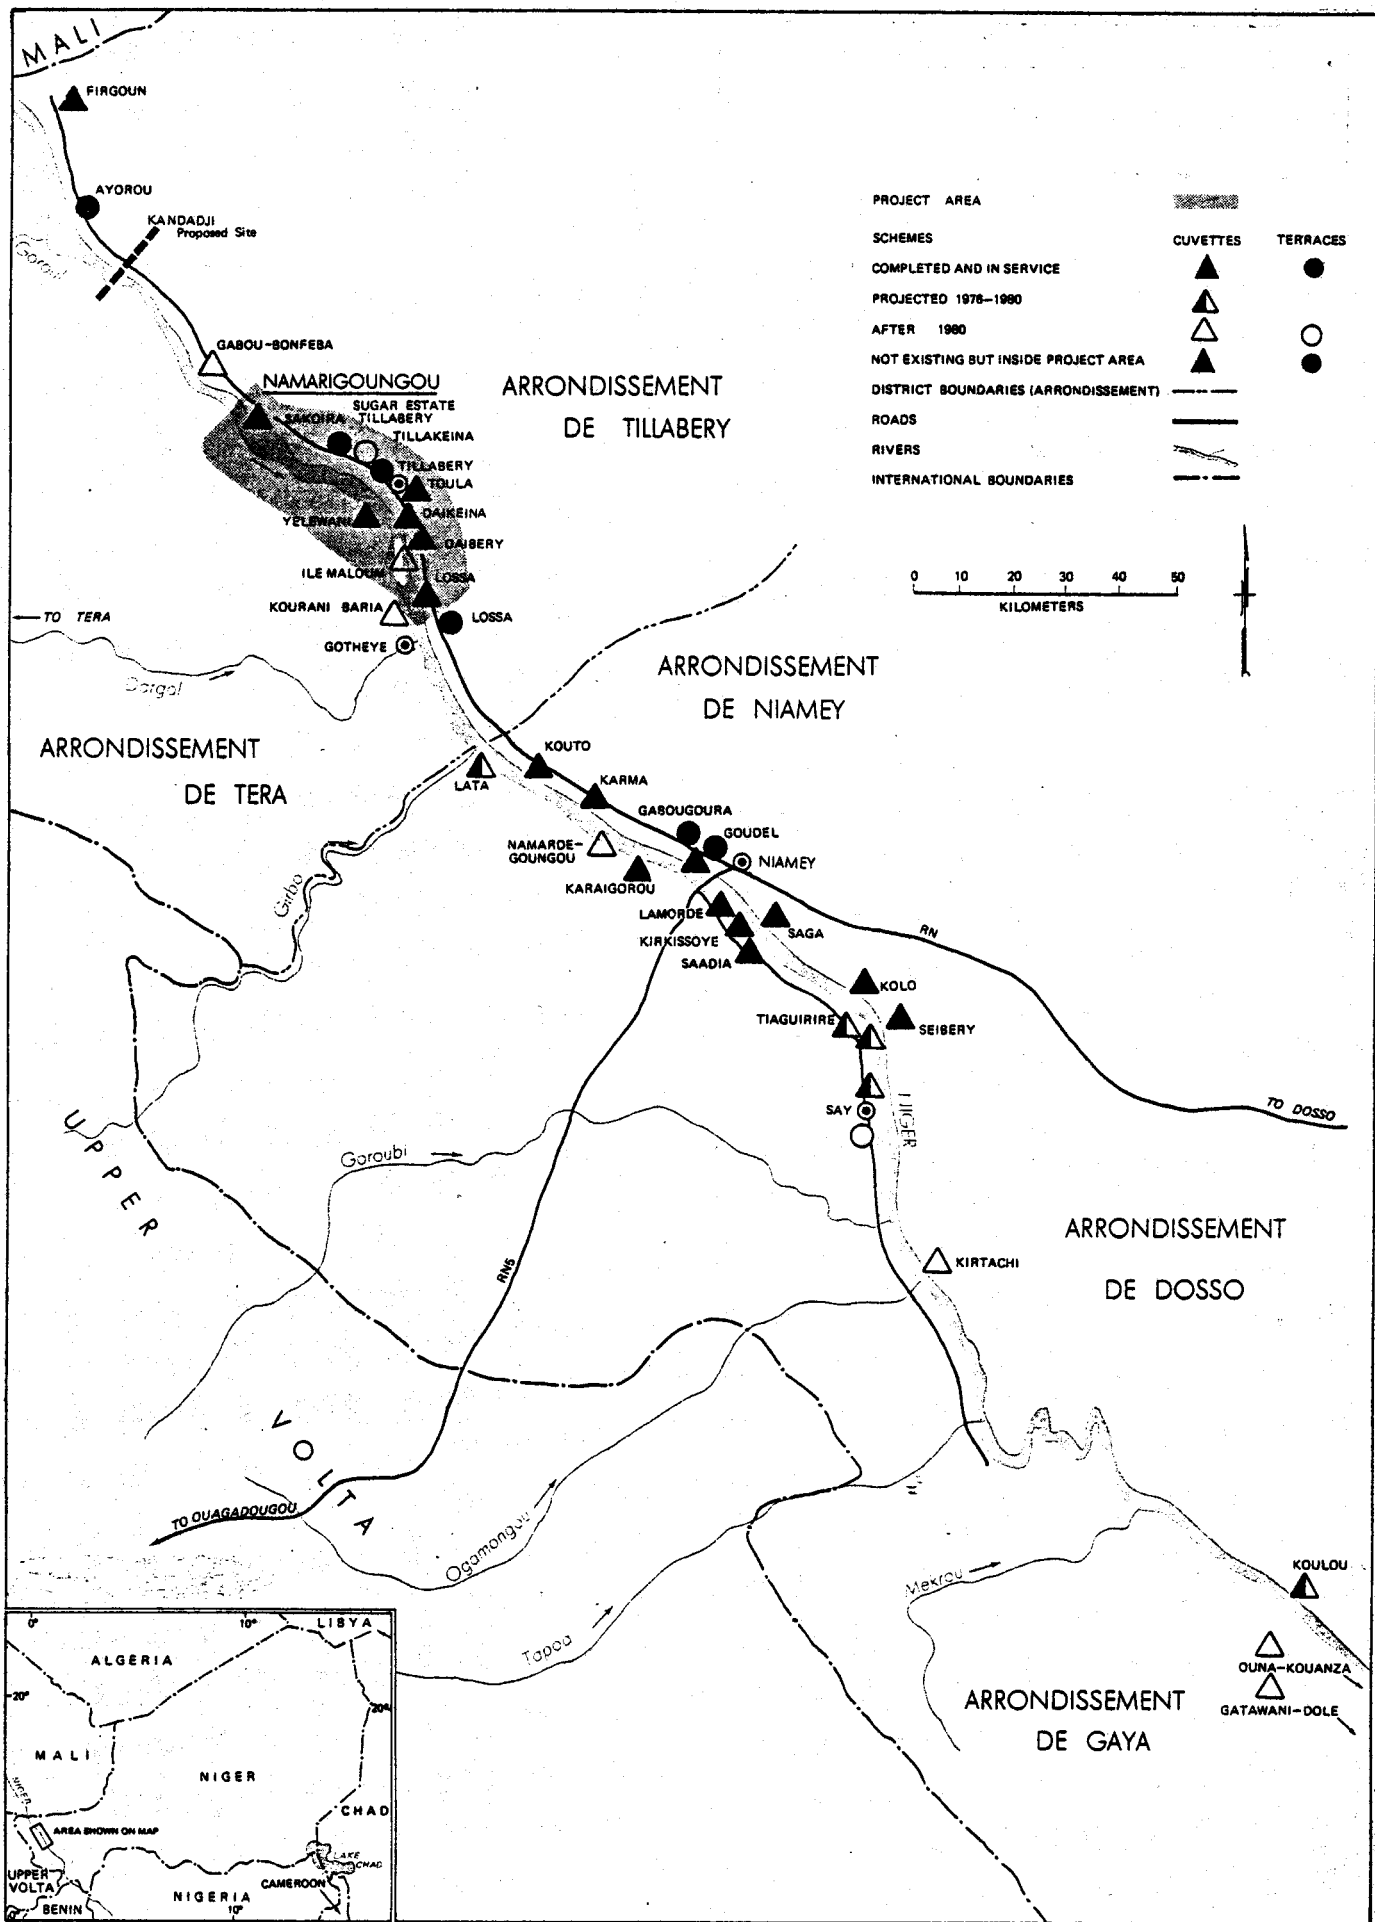 MALI
FIRGOUN
AYOROU
KANDADJI
Proposed Site
GABOU-BONFEBA
NAMARIGOUNGOU
SAKOIRA
SUGAR ESTATE
TILLABERY
TILLAKEINA
TILLABERY
TOULA
YELEWANI
DAIKEINA
DAIBERY
ILE MALOUM
LOSSA
KOURANI BARIA
LOSSA
GOTHEYE
TO TERA
Dargol
ARRONDISSEMENT
DE TILLABERY
PROJECT AREA
SCHEMES
CUVETTES
TERRACES
COMPLETED AND IN SERVICE
PROJECTED 1976-1980
AFTER 1980
NOT EXISTING BUT INSIDE PROJECT AREA
DISTRICT BOUNDARIES (ARRONDISSEMENT)
ROADS
RIVERS
INTERNATIONAL BOUNDARIES
0 10 20 30 40 50
KILOMETERS
ARRONDISSEMENT
DE NIAMEY
ARRONDISSEMENT
DE TERA
LATA
KOUTO
KARMA
GABOUGOURA
GOUDEL
NIAMEY
NAMARDE-
GOUNGOU
KARAIGOROU
LAMORDE
KIRKISSOYE
SAADIA
SAGA
RN
KOLO
TIAGUIRIRE
SEIBERY
SAY
NIGER
TO DOSSO
Girbo
UPPER
Goroubi
RN5
KIRTACHI
ARRONDISSEMENT
DE DOSSO
VOLTA
TO OUAGADOUGOU
Ogamongou
Tapoa
Mekrou
KOULOU
OUNA-KOUANZA
GATAWANI-DOLE
ARRONDISSEMENT
DE GAYA
0° 10°
LIBYA
ALGERIA
20° 20°
MALI
NIGER
NIGER
CHAD
AREA SHOWN ON MAP
LAKE
CHAD
UPPER
VOLTA
CAMEROON
NIGERIA
BENIN
10°